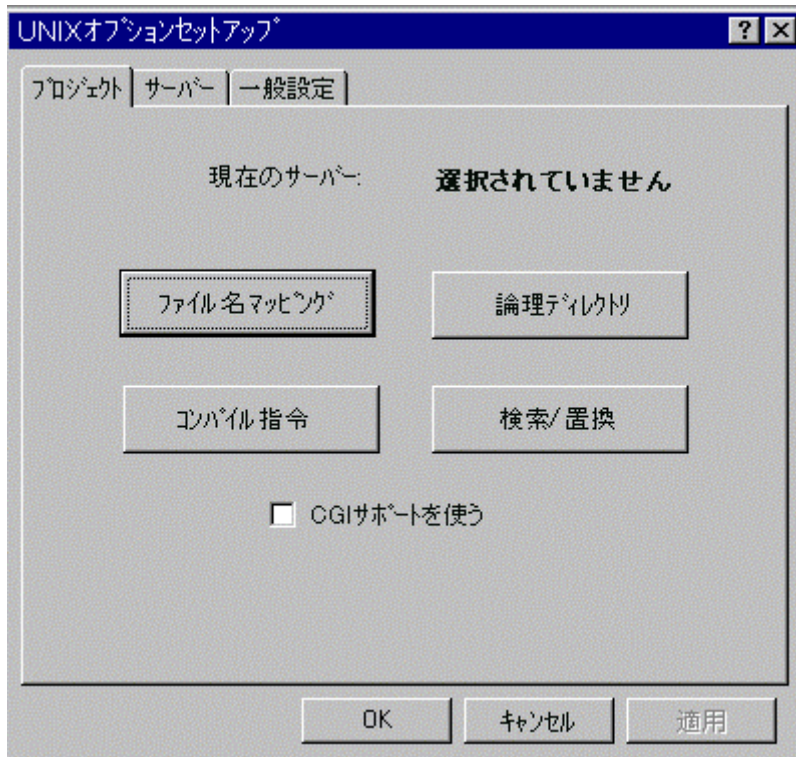 UNIXオプションセットアップ
プロジェクト サーバー 一般設定
現在のサーバー: 選択されていません
ファイル名マッピング 論理ディレクトリ
コンパイル指令 検索/置換
CGIサポートを使う
OK キャンセル 適用